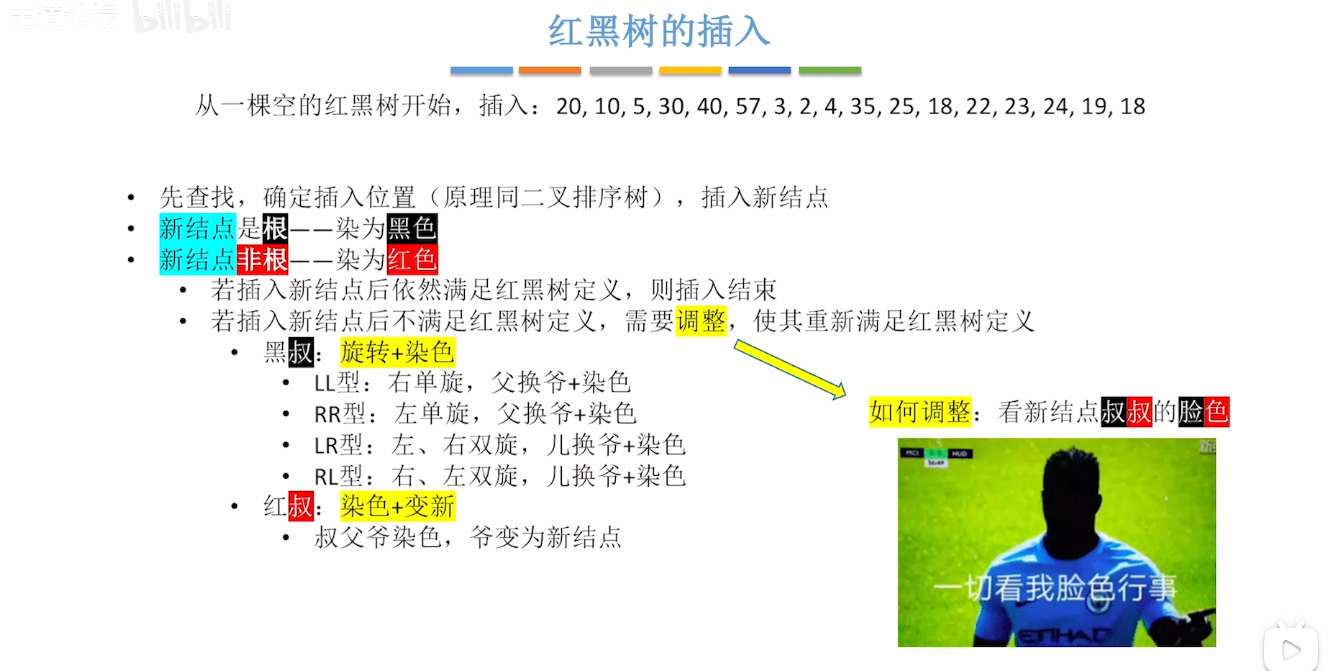 bilibili
红黑树的插入
从一棵空的红黑树开始，插入：20, 10, 5, 30, 40, 57, 3, 2, 4, 35, 25, 18, 22, 23, 24, 19, 18
• 先查找，确定插入位置（原理同二叉排序树），插入新结点
• 新结点是根——染为黑色
• 新结点非根——染为红色
• 若插入新结点后依然满足红黑树定义，则插入结束
• 若插入新结点后不满足红黑树定义，需要调整，使其重新满足红黑树定义
• 黑叔：旋转+染色
• LL型：右单旋，父换爷+染色
• RR型：左单旋，父换爷+染色
• LR型：左、右双旋，儿换爷+染色
• RL型：右、左双旋，儿换爷+染色
• 红叔：染色+变新
• 叔父爷染色，爷变为新结点
如何调整：看新结点叔叔的脸色
MCI
HUD
一切看我脸色行事
ETIHAD